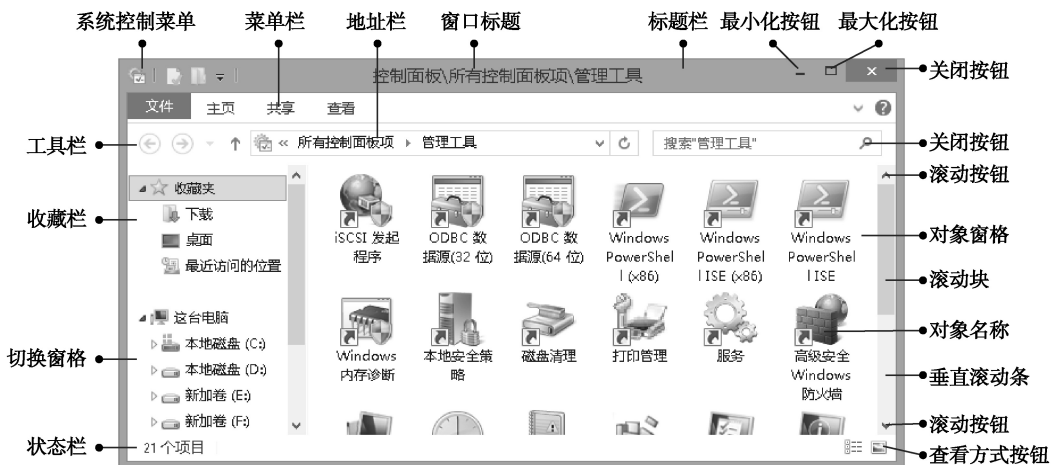 系统控制菜单 菜单栏 地址栏 窗口标题 标题栏 最小化按钮 最大化按钮
控制面板\所有控制面板项\管理工具
关闭按钮
文件 主页 共享 查看
工具栏
所有控制面板项 管理工具
搜索"管理工具"
关闭按钮
滚动按钮
收藏栏
收藏夹
下载
桌面
最近访问的位置
iSCSI 发起
程序
ODBC 数
据源(32 位)
ODBC 数
据源(64 位)
Windows
PowerShel
l (x86)
Windows
PowerShel
l ISE (x86)
Windows
PowerShel
l ISE
对象窗格
滚动块
切换窗格
这台电脑
本地磁盘 (C:)
本地磁盘 (D:)
新加卷 (E:)
新加卷 (F:)
Windows
内存诊断
本地安全策
略
磁盘清理
打印管理
服务
高级安全
Windows
防火墙
对象名称
垂直滚动条
滚动按钮
状态栏
21 个项目
查看方式按钮